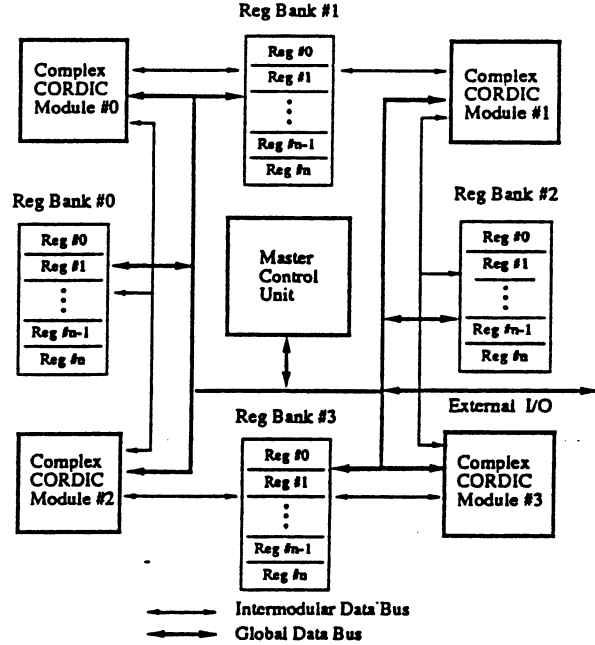 Reg Bank #1
Complex
CORDIC
Module #0
Reg #0
Reg #1
Reg #n-1
Reg #n
Complex
CORDIC
Module #1
Reg Bank #0
Reg #0
Reg #1
Reg #n-1
Reg #n
Master
Control
Unit
Reg Bank #2
Reg #0
Reg #1
Reg #n-1
Reg #n
External I/O
Reg Bank #3
Complex
CORDIC
Module #2
Reg #0
Reg #1
Reg #n-1
Reg #n
Complex
CORDIC
Module #3
Intermodular Data Bus
Global Data Bus